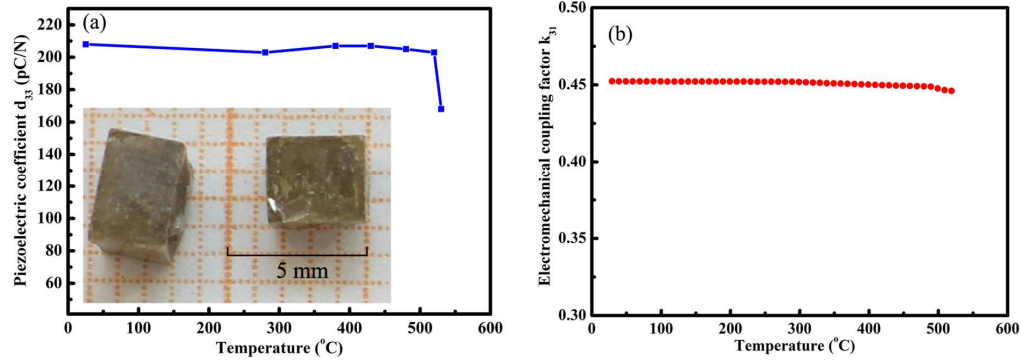 (a)
Piezoelectric coefficient d33 (pC/N)
220
200
180
160
140
120
100
80
60
5 mm
0 100 200 300 400 500 600
Temperature (°C)
(b)
Electromechanical coupling factor k31
0.50
0.45
0.40
0.35
0.30
0 100 200 300 400 500 600
Temperature (°C)